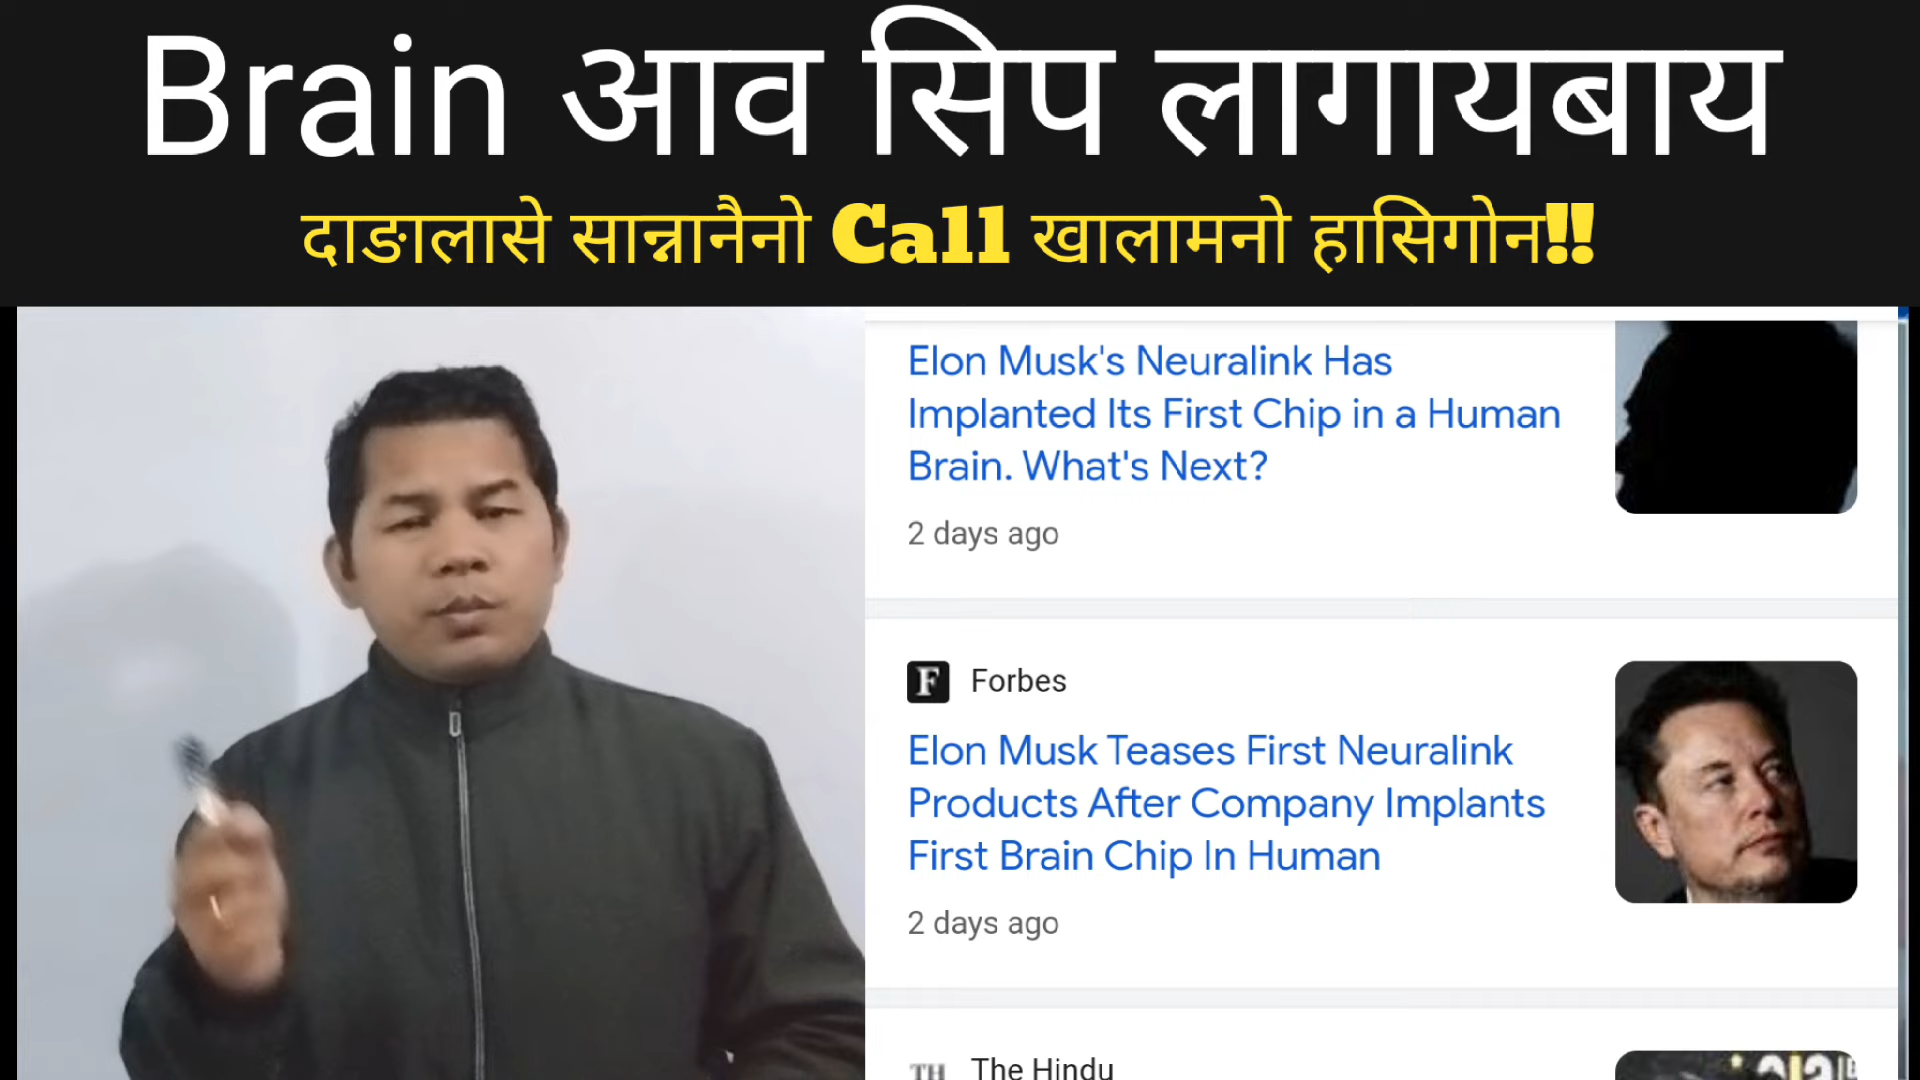 Brain आव सिप लागायबाय
दाङालासे सान्नानैनो Call खालामनो हासिगोन!!
Elon Musk's Neuralink Has
Implanted Its First Chip in a Human
Brain. What's Next?
2 days ago
F Forbes
Elon Musk Teases First Neuralink
Products After Company Implants
First Brain Chip In Human
2 days ago
TH The Hindu